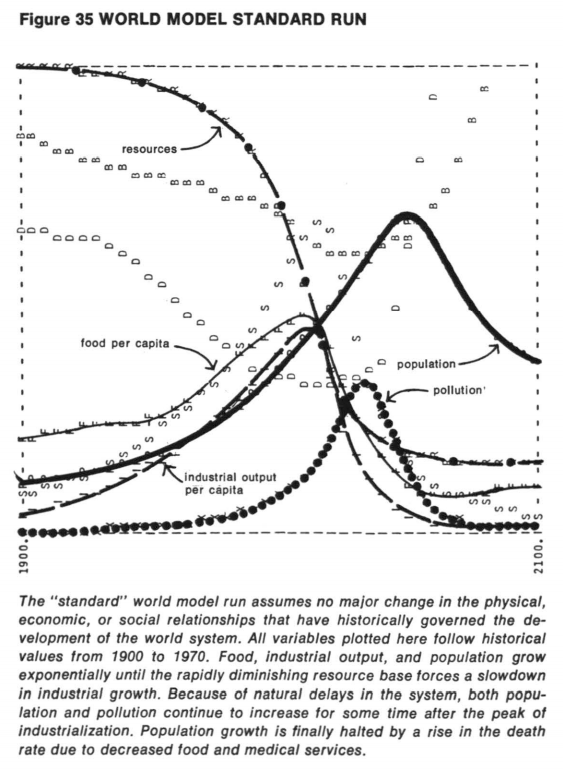 Figure 35 WORLD MODEL STANDARD RUN
resources
food per capita
population
pollution
industrial output
per capita
1900.
2100.
The "standard" world model run assumes no major change in the physical,
economic, or social relationships that have historically governed the de-
velopment of the world system. All variables plotted here follow historical
values from 1900 to 1970. Food, industrial output, and population grow
exponentially until the rapidly diminishing resource base forces a slowdown
in industrial growth. Because of natural delays in the system, both popu-
lation and pollution continue to increase for some time after the peak of
industrialization. Population growth is finally halted by a rise in the death
rate due to decreased food and medical services.